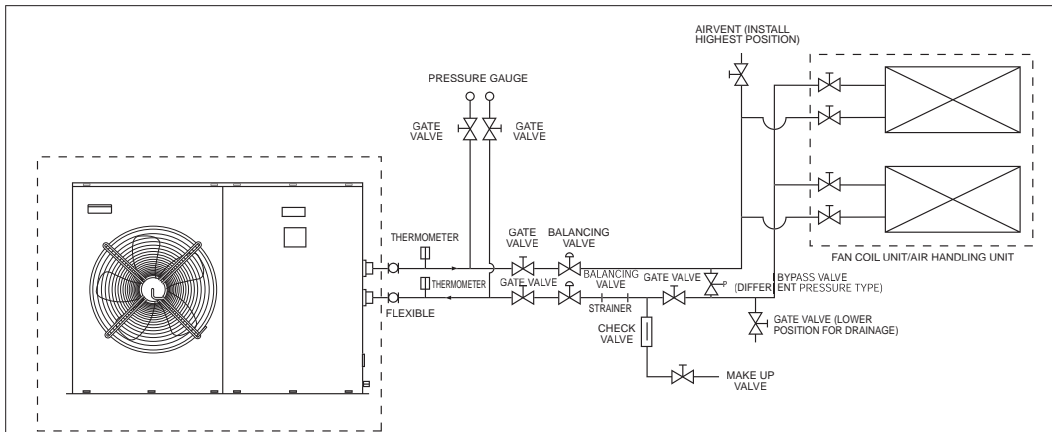 AIRVENT (INSTALL
HIGHEST POSITION)
PRESSURE GAUGE
GATE
VALVE
GATE
VALVE
THERMOMETER
GATE
VALVE
BALANCING
VALVE
FAN COIL UNIT/AIR HANDLING UNIT
THERMOMETER
GATE VALVE
BALANCING
VALVE
GATE VALVE
P
BYPASS VALVE
(DIFFERENT PRESSURE TYPE)
FLEXIBLE
STRAINER
CHECK
VALVE
GATE VALVE (LOWER
POSITION FOR DRAINAGE)
MAKE UP
VALVE